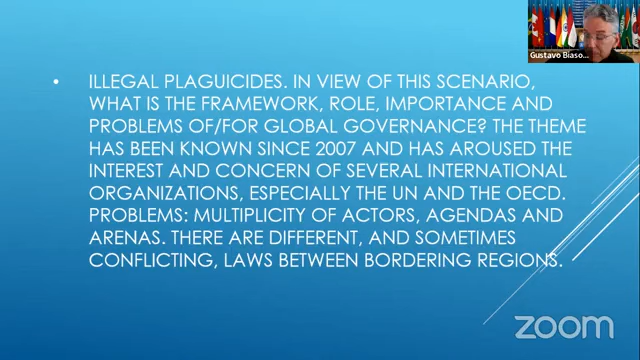 Gustavo Biaso...
• ILLEGAL PLAGUICIDES. IN VIEW OF THIS SCENARIO,
WHAT IS THE FRAMEWORK, ROLE, IMPORTANCE AND
PROBLEMS OF/FOR GLOBAL GOVERNANCE? THE THEME
HAS BEEN KNOWN SINCE 2007 AND HAS AROUSED THE
INTEREST AND CONCERN OF SEVERAL INTERNATIONAL
ORGANIZATIONS, ESPECIALLY THE UN AND THE OECD.
PROBLEMS: MULTIPLICITY OF ACTORS, AGENDAS AND
ARENAS. THERE ARE DIFFERENT, AND SOMETIMES
CONFLICTING, LAWS BETWEEN BORDERING REGIONS.
zoom